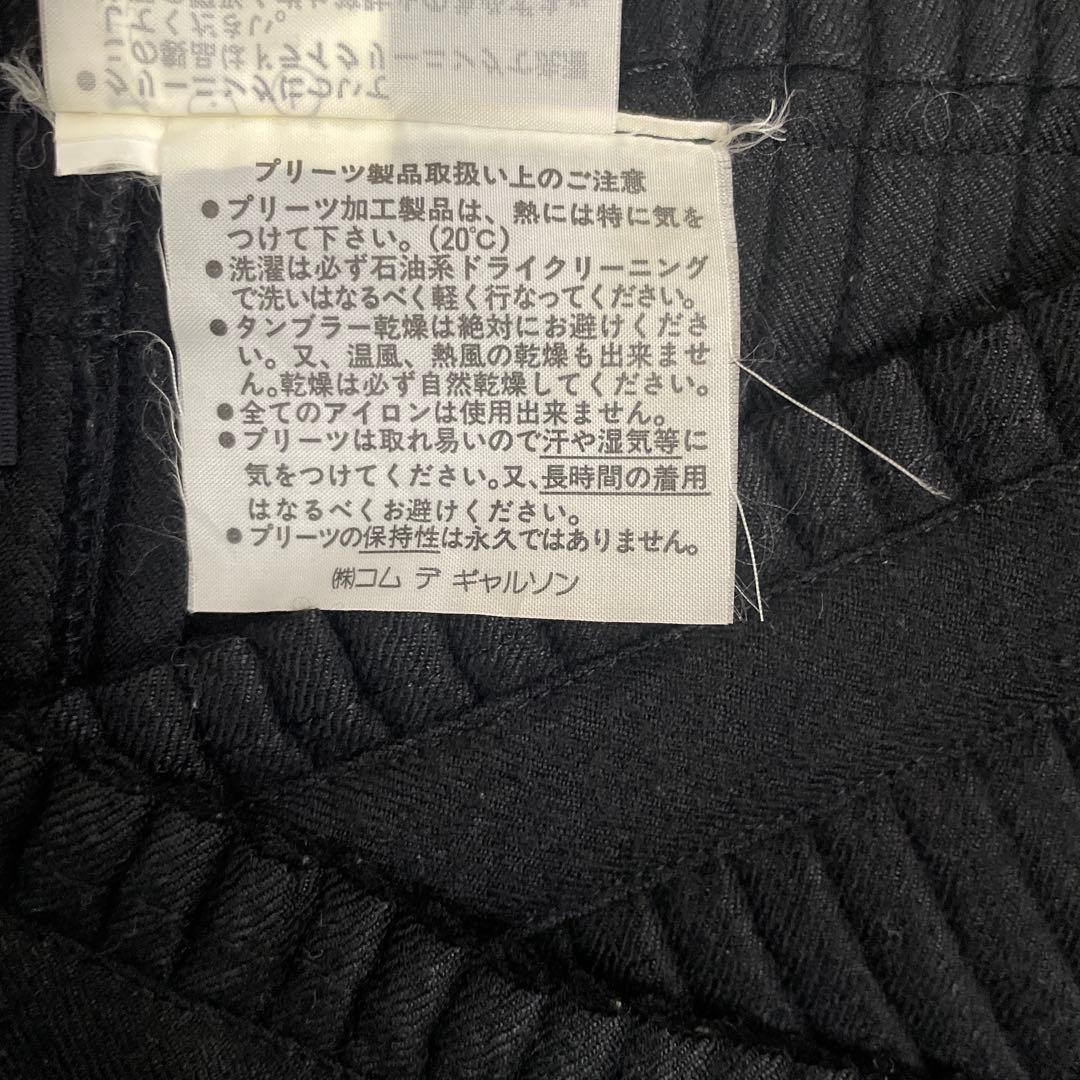 プリーツ製品取扱い上のご注意
●プリーツ加工製品は、熱には特に気を
つけて下さい。(20℃)
●洗濯は必ず石油系ドライクリーニング
で洗いはなるべく軽く行なってください。
●タンブラー乾燥は絶対にお避けくださ
い。又、温風、熱風の乾燥も出来ませ
ん。乾燥は必ず自然乾燥してください。
●全てのアイロンは使用出来ません。
●プリーツは取れ易いので汗や湿気等に
気をつけてください。又、長時間の着用
はなるべくお避けください。
●プリーツの保持性は永久ではありません。
㈱コム デ ギャルソン